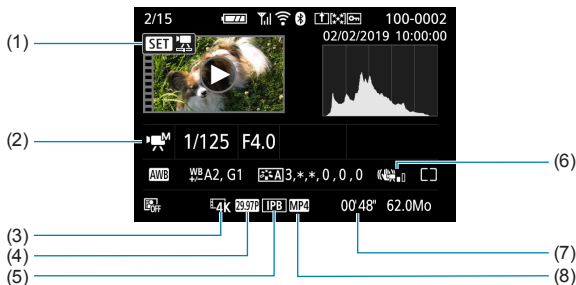 2/15 100-0002
02/02/2019 10:00:00
(1) SET
(2) M 1/125 F4.0
(6)
AWB WB +/- A2, G1 A 3,*,*,0,0,0
OFF 4K 29.97P IPB MP4 00'48" 62.0Mo
(3) (7)
(4) (8)
(5)